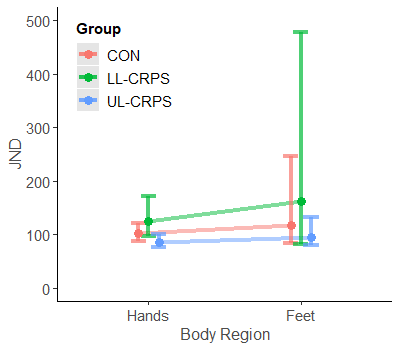 Group
CON
LL-CRPS
UL-CRPS
500
400
300
200
100
0
JND
Hands Feet
Body Region